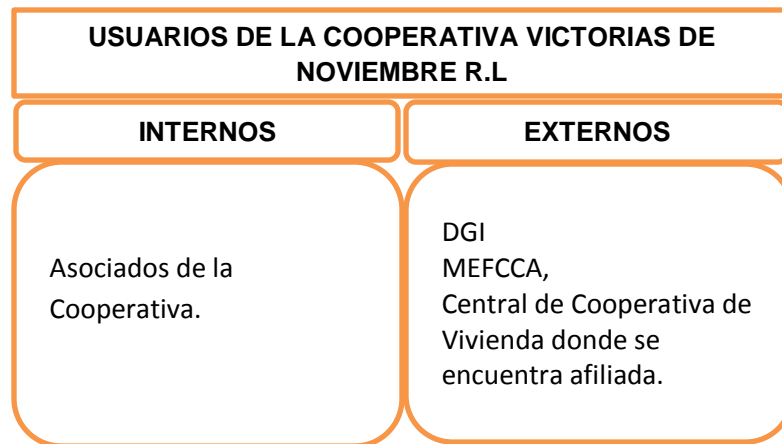 USUARIOS DE LA COOPERATIVA VICTORIAS DE
NOVIEMBRE R.L
INTERNOS
EXTERNOS
Asociados de la
Cooperativa.
DGI
MEFCCA,
Central de Cooperativa de
Vivienda donde se
encuentra afiliada.